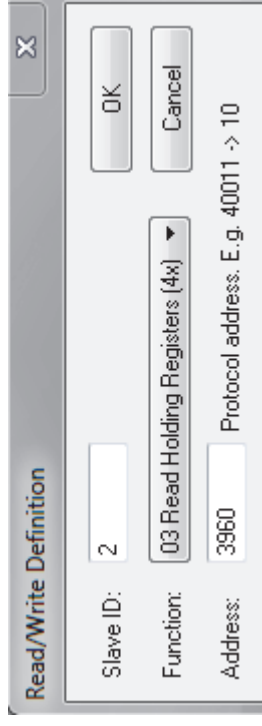 Read/Write Definition
Slave ID: 2 OK
Function: 03 Read Holding Registers (4x) Cancel
Address: 3960 Protocol address. E.g. 40011 -> 10